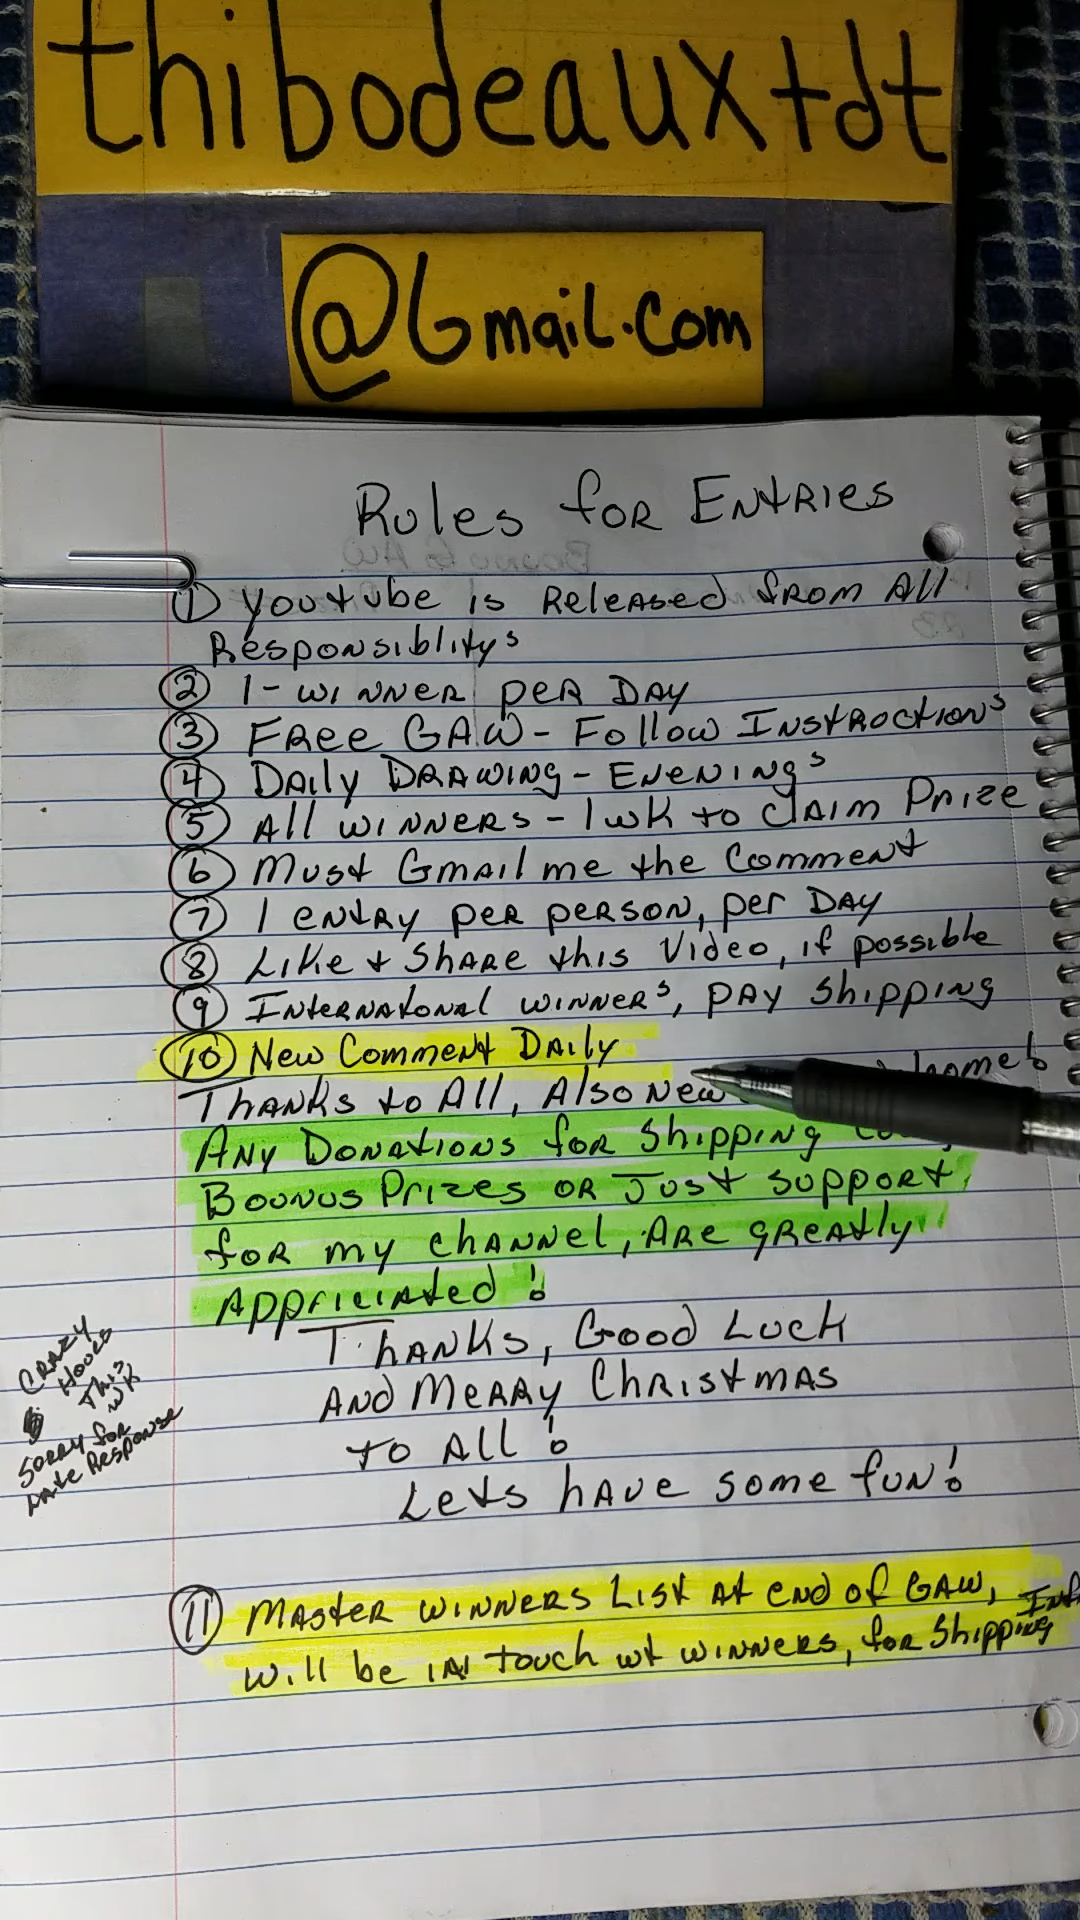 thibodeauxtdt
@Gmail.com
Rules for Entries
① Youtube is Released from All
Responsiblitys
② 1- winner per Day
③ Free GAW - Follow Instructions
④ Daily Drawing - Evenings
⑤ All winners - 1 wk to claim Prize
⑥ Must Gmail me the Comment
⑦ 1 entry per person, per Day
⑧ Like + Share this Video, if possible
⑨ Internatonal winners, pay shipping
⑩ New Comment Daily
Thanks to All, Also New home!
Any Donations for shipping
Bounus Prizes or Just support
for my channel, Are greatly
Appriciated!
Thanks, Good Luck
And Merry Christmas
to All!
Lets have some fun!
Crazy
Hours
This
wk
Sorry for
Late Response
⑪ Master winners List at end of GAW, Inf
will be in touch wt winners, for shipping